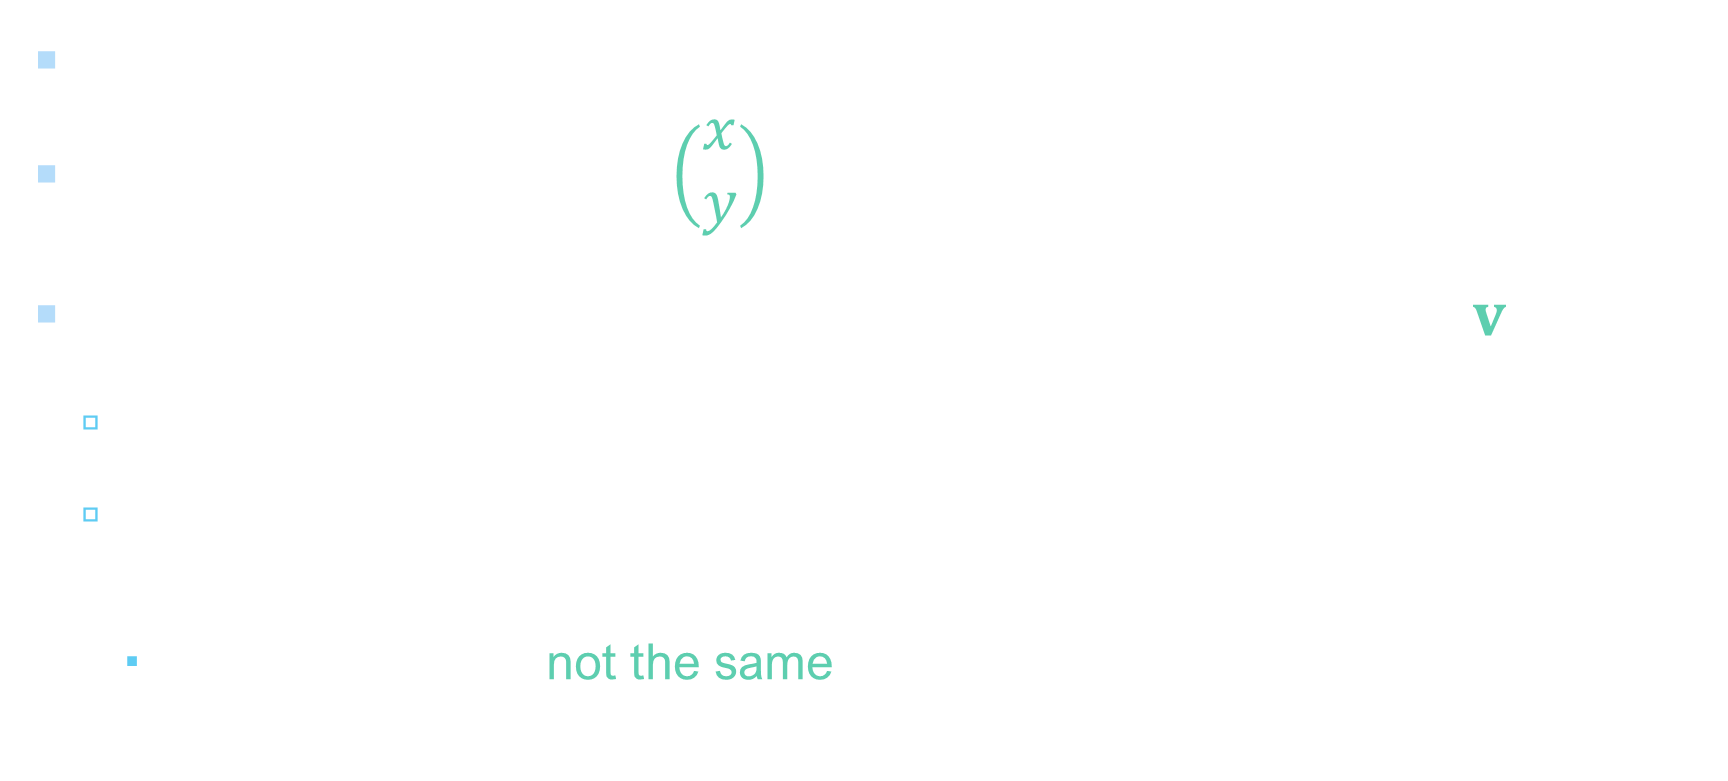 (x
y)
v
not the same